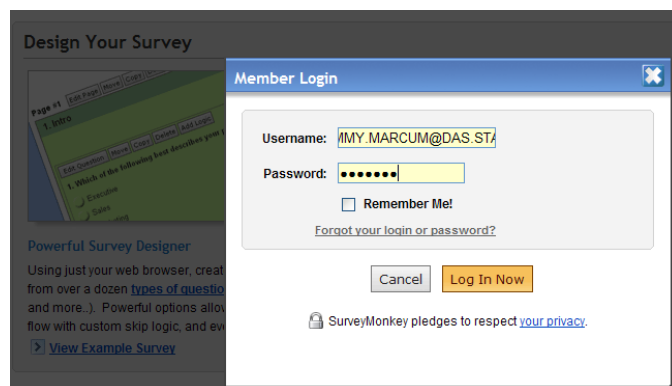 Design Your Survey
Page #1 Edit Page Move Copy
1. Intro
Edit Question Move Copy Delete Add Logic
1. Which of the following best describes your
Executive
Sales
Powerful Survey Designer
Using just your web browser, creat
from over a dozen types of questio
and more..). Powerful options allow
flow with custom skip logic, and ev
View Example Survey
Member Login
Username: MMY.MARCUM@DAS.STA
Password: •••••••
Remember Me!
Forgot your login or password?
Cancel Log In Now
SurveyMonkey pledges to respect your privacy.